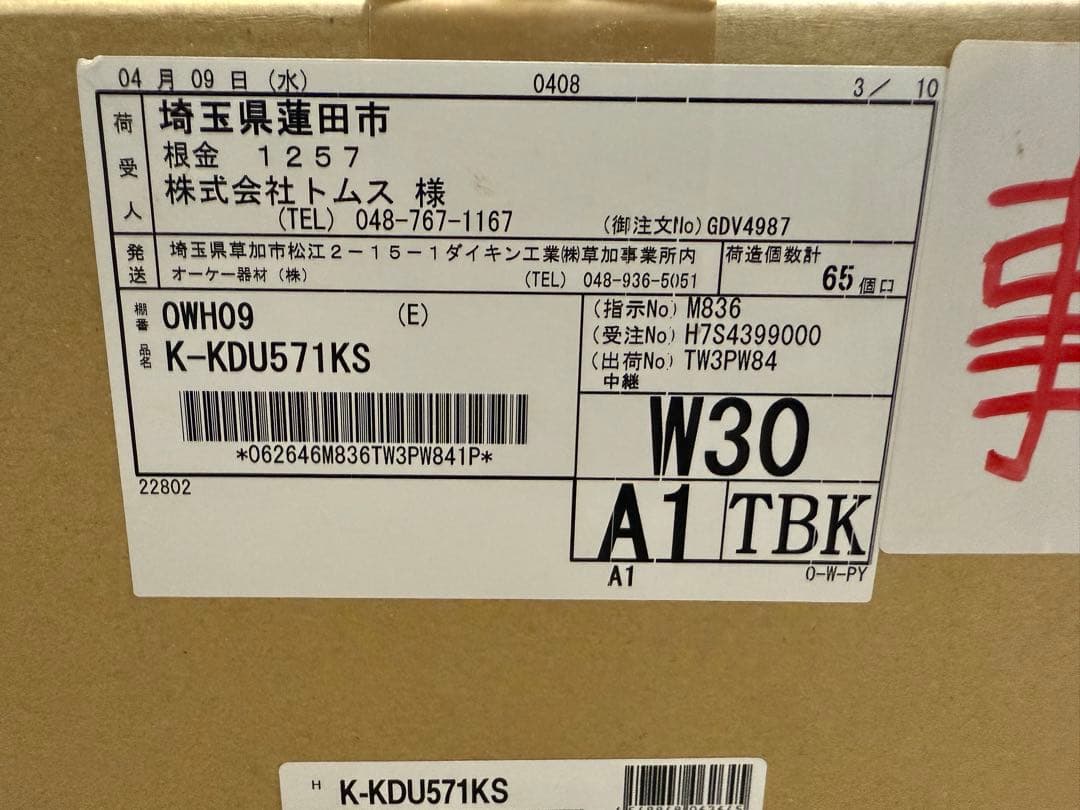 04 月 09 日 (水) 0408 3／ 10
荷受人
埼玉県蓮田市
根金 1257
株式会社トムス 様
(TEL) 048-767-1167 (御注文No) GDV4987
発送
埼玉県草加市松江2－15－1ダイキン工業㈱草加事業所内
オーケー器材(株) (TEL) 048-936-5051
荷造個数計
65 個口
棚番 OWH09 (E)
品名 K-KDU571KS
*062646M836TW3PW841P*
(指示No) M836
(受注No) H7S4399000
(出荷No) TW3PW84
中継
W30
A1 TBK
22802
A1 O-W-PY
H K-KDU571KS